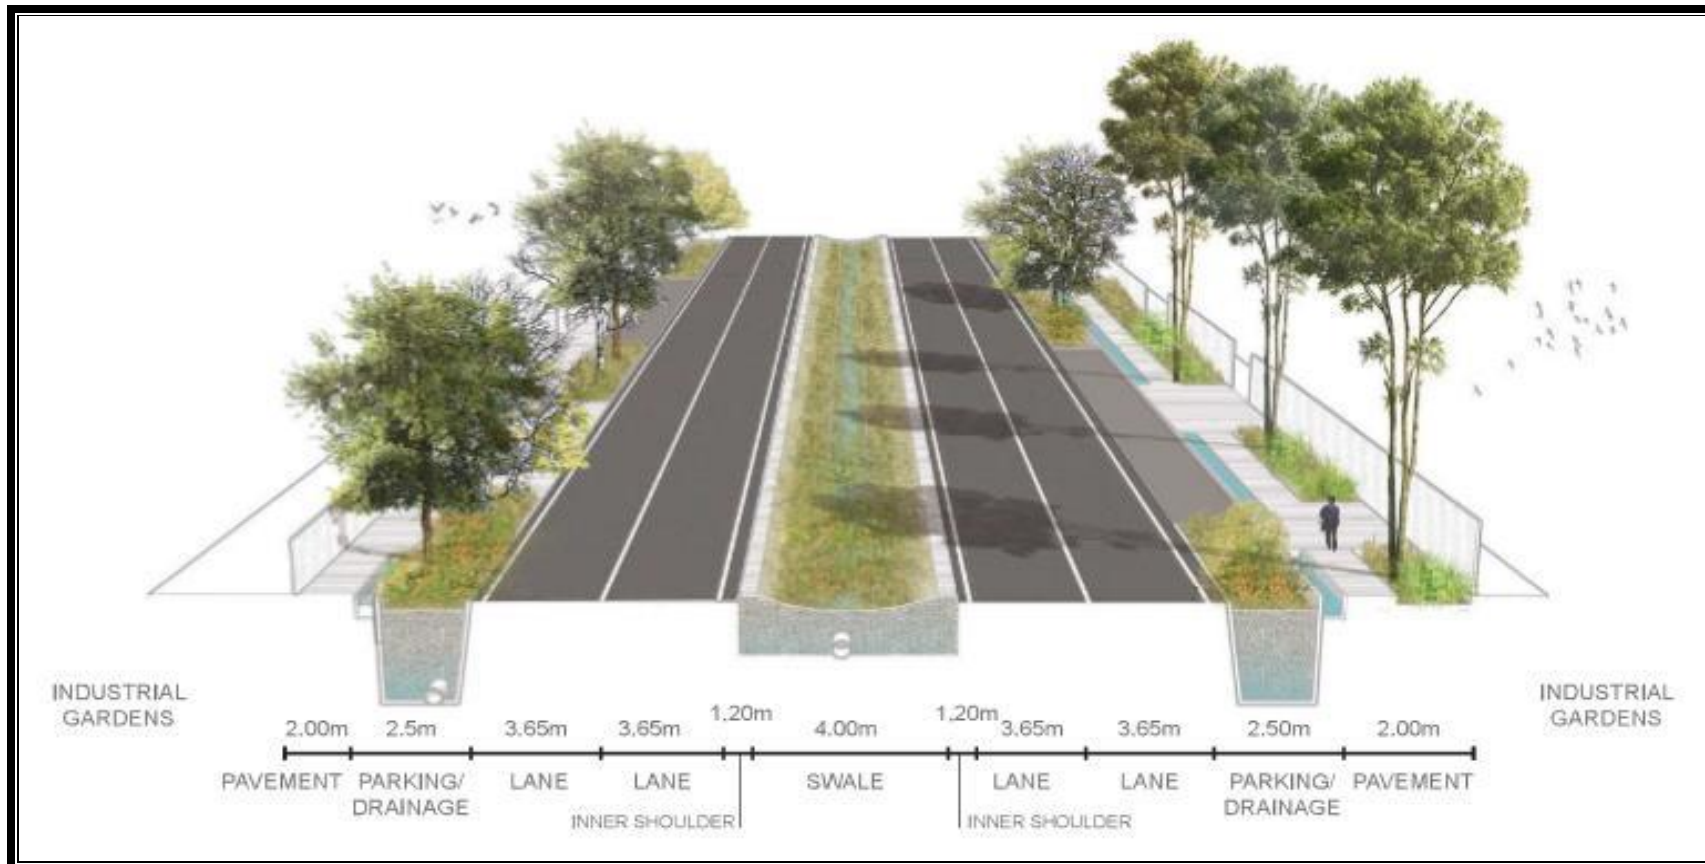 INDUSTRIAL
GARDENS
INDUSTRIAL
GARDENS
2.00m 2.5m 3.65m 3.65m 1.20m 4.00m 1.20m 3.65m 3.65m 2.50m 2.00m
PAVEMENT PARKING/ LANE LANE SWALE LANE LANE PARKING/ PAVEMENT
DRAINAGE DRAINAGE
INNER SHOULDER INNER SHOULDER